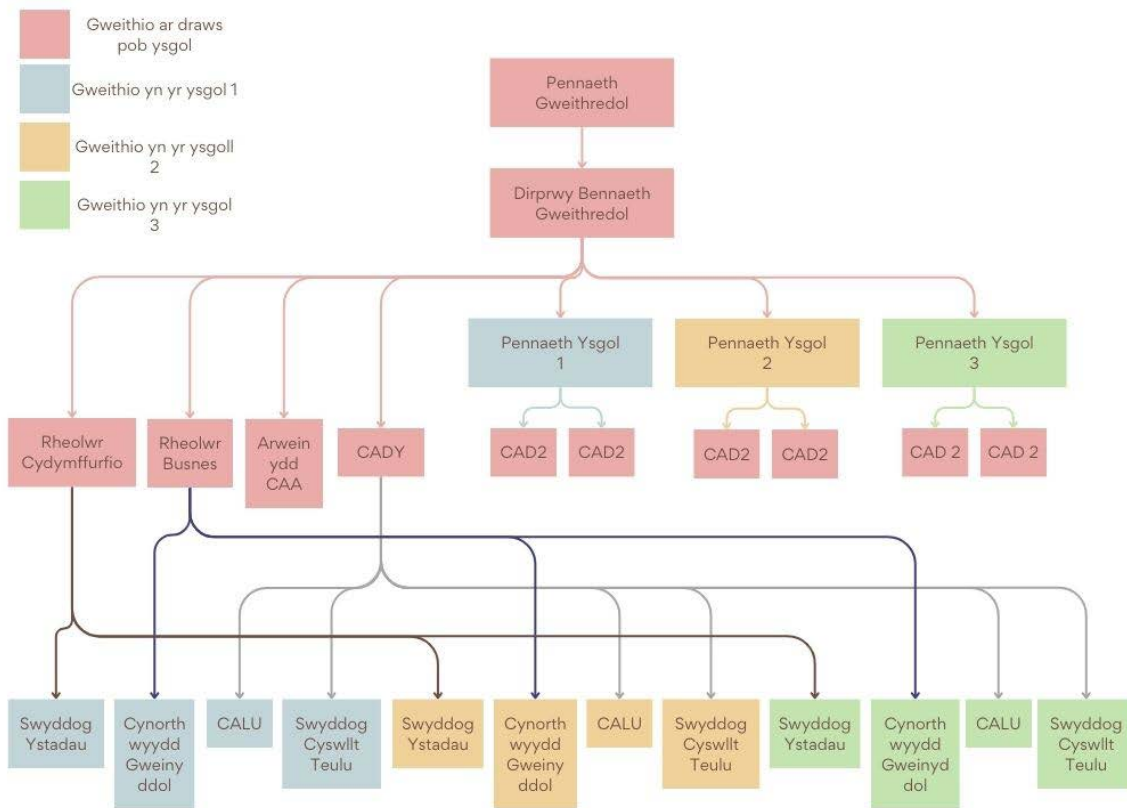 Gweithio ar draws
pob ysgol
Gweithio yn yr ysgol 1
Gweithio yn yr ysgoll
2
Gweithio yn yr ysgol
3
Pennaeth
Gweithredol
Dirprwy Bennaeth
Gweithredol
Pennaeth Ysgol
1
Pennaeth Ysgol
2
Pennaeth Ysgol
3
Rheolwr
Cydymffurfio
Rheolwr
Busnes
Arwein
ydd
CAA
CADY
CAD2
CAD2
CAD2
CAD2
CAD 2
CAD 2
Swyddog
Ystadau
Cynorth
wyydd
Gweiny
ddol
CALU
Swyddog
Cyswllt
Teulu
Swyddog
Ystadau
Cynorth
wyydd
Gweiny
ddol
CALU
Swyddog
Cyswllt
Teulu
Swyddog
Ystadau
Cynorth
wyydd
Gweinyd
dol
CALU
Swyddog
Cyswllt
Teulu